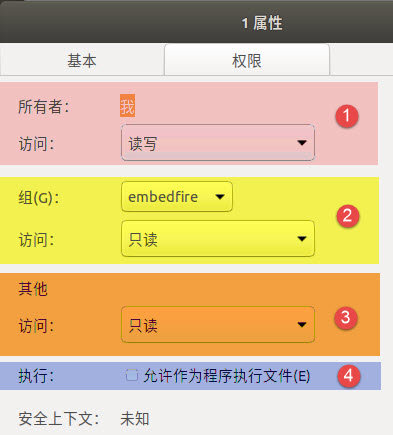 1 属性
基本 权限
所有者： 我 1
访问： 读写
组(G)： embedfire 2
访问： 只读
其他
访问： 只读 3
执行： 允许作为程序执行文件(E) 4
安全上下文： 未知